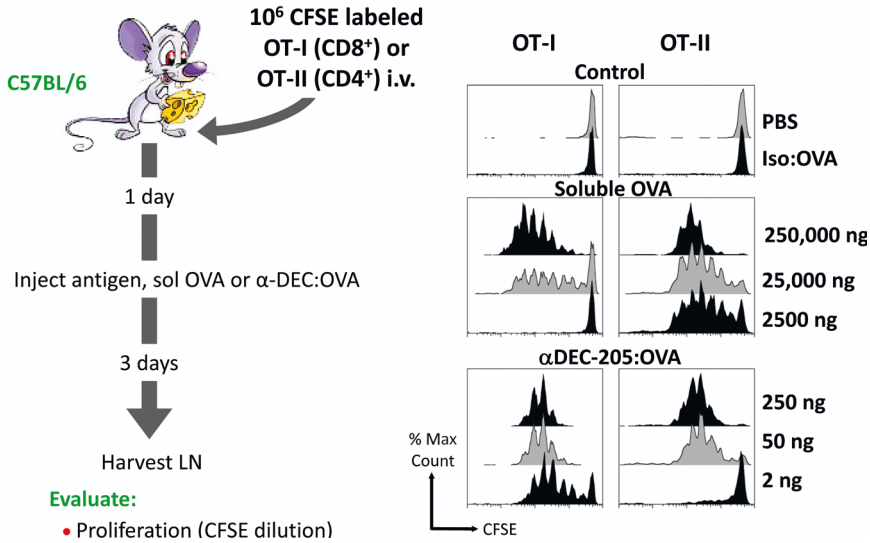 C57BL/6
10⁶ CFSE labeled
OT-I (CD8⁺) or
OT-II (CD4⁺) i.v.
1 day
Inject antigen, sol OVA or α-DEC:OVA
3 days
Harvest LN
Evaluate:
• Proliferation (CFSE dilution)
OT-I OT-II
Control
PBS
Iso:OVA
Soluble OVA
250,000 ng
25,000 ng
2500 ng
αDEC-205:OVA
250 ng
50 ng
2 ng
% Max
Count
CFSE